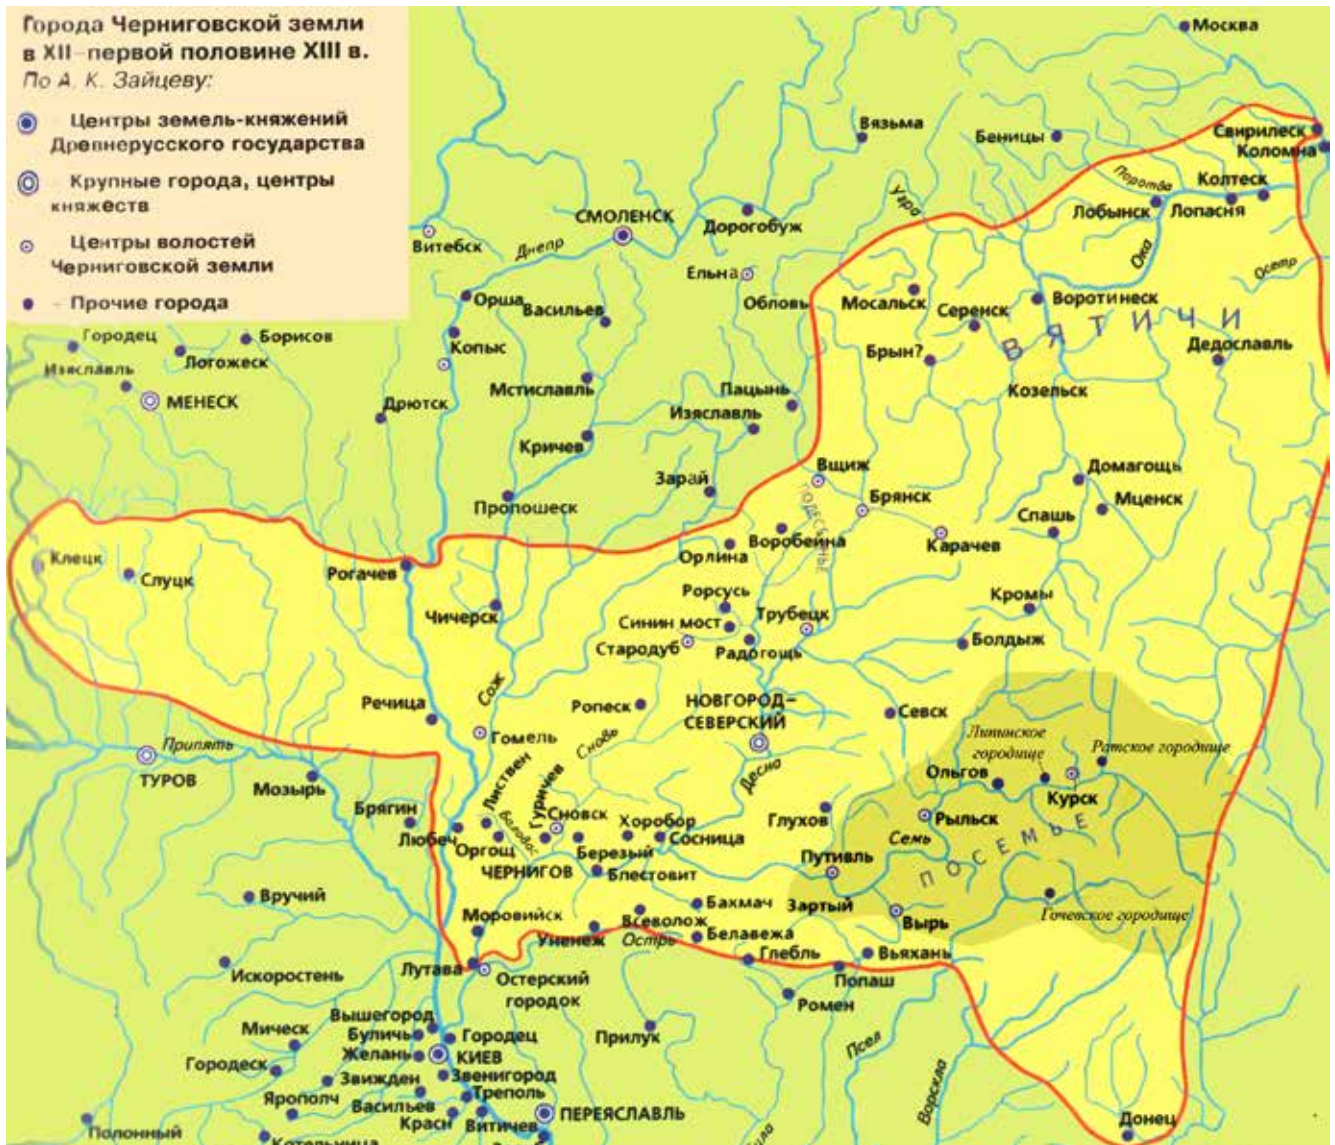 Города Черниговской земли
в XII-первой половине XIII в.
По А. К. Зайцеву:
- Центры земель-княжений
Древнерусского государства
- Крупные города, центры
княжеств
- Центры волостей
Черниговской земли
- Прочие города
Москва
Вязьма
Беницы
Свирилеск
Коломна
Поротва
Колтеск
Угра
Лобынск
Лопасня
СМОЛЕНСК
Дорогобуж
Витебск
Днепр
Ока
Осетр
Ельна
Обловь
Мосальск
Воротинеск
Орша
Васильев
Серенск
ВЯТИЧИ
Городец
Борисов
Логожеск
Копыс
Брын?
Дедославль
Изяславль
МЕНЕСК
Дрютск
Мстиславль
Пацынь
Изяславль
Козельск
Кричев
Зарай
Вщиж
Домагощь
Пропошеск
Брянск
Мценск
ПОДЕСЕНЬЕ
Спашь
Орлина
Воробейна
Карачев
Клецк
Слуцк
Рогачев
Рорсусь
Кромы
Чичерск
Синин мост
Трубецк
Стародуб
Радогощь
Болдыж
Сож
Речица
Ропеск
НОВГОРОД-
СЕВЕРСКИЙ
Севск
Гомель
Сновь
Липинское
городище
Ратское городище
Припять
ТУРОВ
Мозырь
Листвен
Гуричев
Десна
Ольгов
Курск
Брягин
Белоус
Сновск
Хоробор
Глухов
Рыльск
Любеч
Оргощ
Березый
Сосница
Семь
ПОСЕМЬЕ
ЧЕРНИГОВ
Блестовит
Путивль
Вручий
Моровийск
Всеволож
Бахмач
Зартый
Вырь
Гочевское городище
Уненеж
Острь
Белавежа
Искоростень
Лутава
Остерский
городок
Глебль
Вьяхань
Попаш
Ромен
Вышегород
Мическ
Буличь
Городец
Прилук
Псел
Желань
КИЕВ
Городеск
Звижден
Звенигород
Ворскла
Ярополч
Васильев
Треполь
Красн
Витичев
ПЕРЕЯСЛАВЛЬ
Донец
Полонный
Котельница